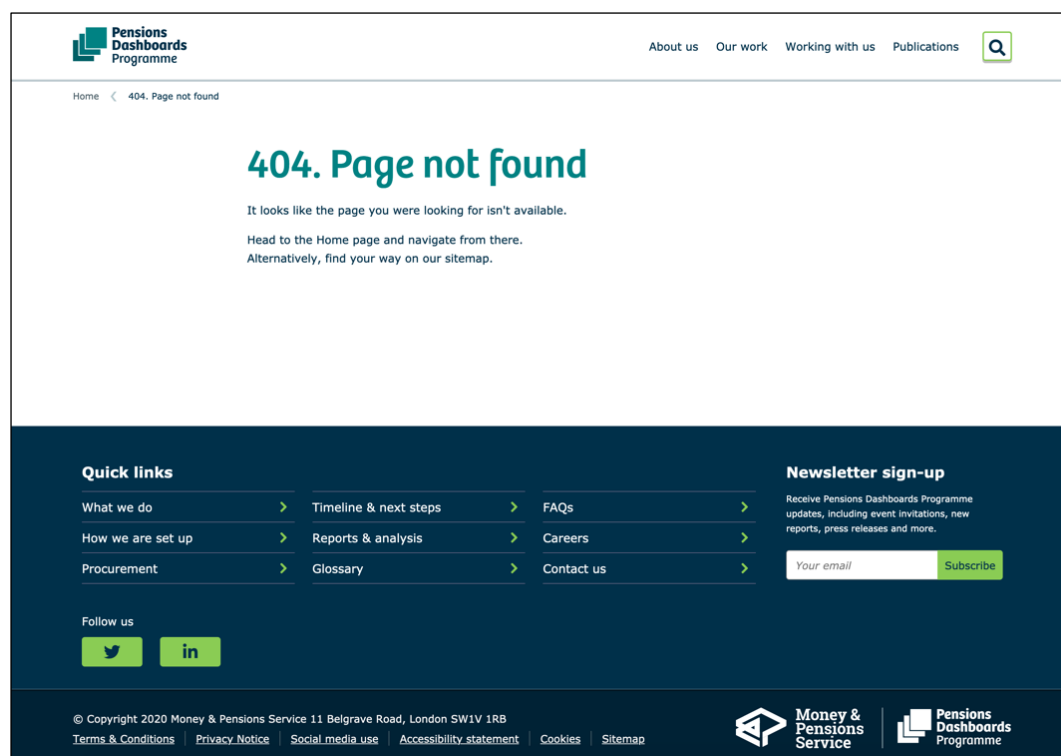 Pensions
Dashboards
Programme
About us Our work Working with us Publications
Home 404. Page not found
404. Page not found
It looks like the page you were looking for isn't available.
Head to the Home page and navigate from there.
Alternatively, find your way on our sitemap.
Quick links
What we do
How we are set up
Procurement
Timeline & next steps
Reports & analysis
Glossary
FAQs
Careers
Contact us
Newsletter sign-up
Receive Pensions Dashboards Programme
updates, including event invitations, new
reports, press releases and more.
Your email Subscribe
Follow us
in
© Copyright 2020 Money & Pensions Service 11 Belgrave Road, London SW1V 1RB
Terms & Conditions Privacy Notice Social media use Accessibility statement Cookies Sitemap
Money &
Pensions
Service
Pensions
Dashboards
Programme